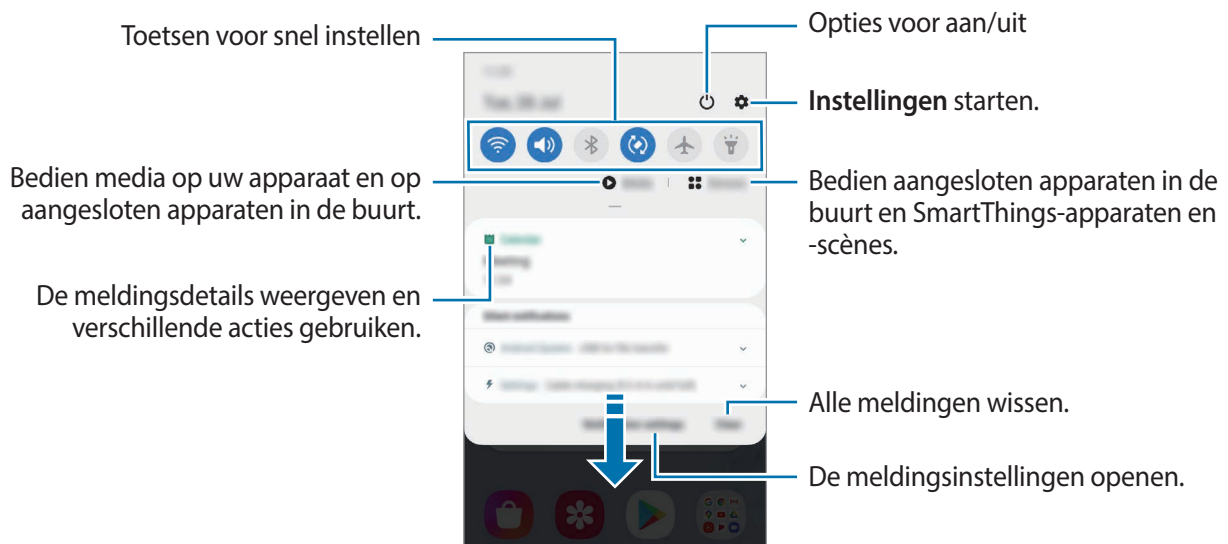 Toetsen voor snel instellen
Opties voor aan/uit
Instellingen starten.
Bedien media op uw apparaat en op
aangesloten apparaten in de buurt.
Bedien aangesloten apparaten in de
buurt en SmartThings-apparaten en
-scènes.
De meldingsdetails weergeven en
verschillende acties gebruiken.
Alle meldingen wissen.
De meldingsinstellingen openen.